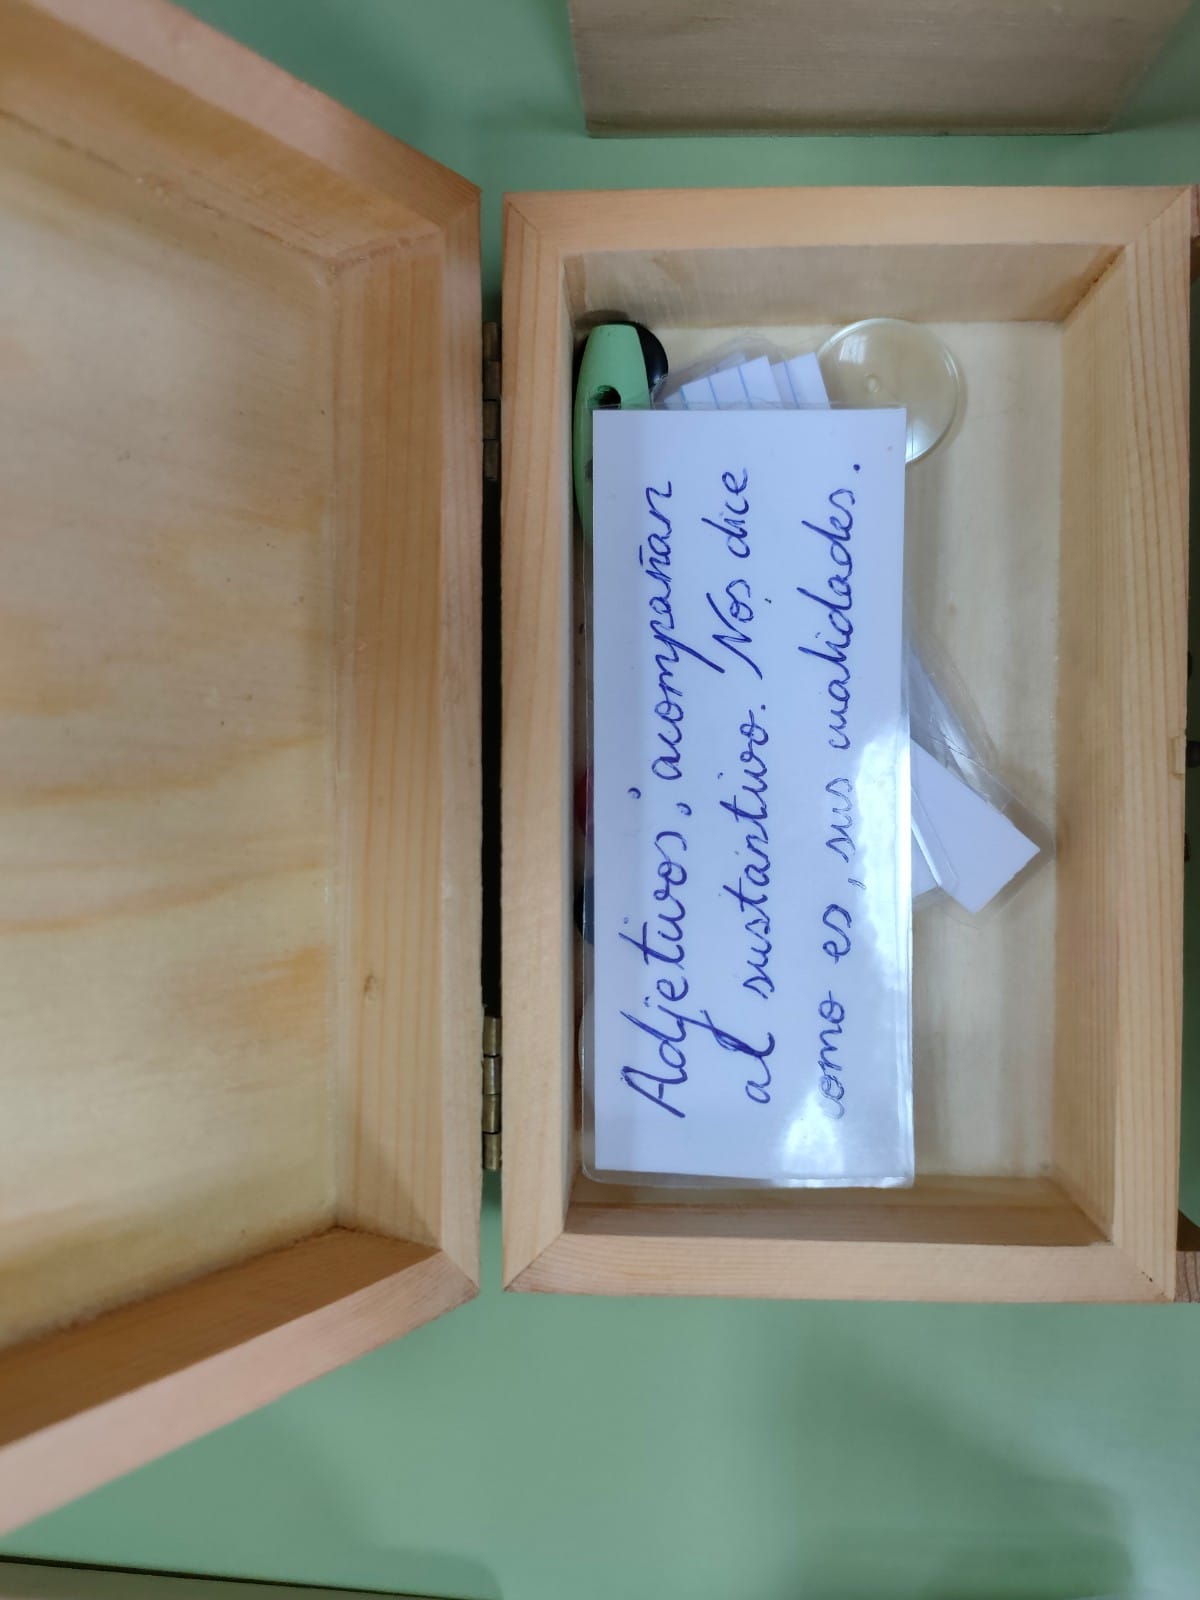 Adjetivos: acompañan
al sustantivo. Nos dice
como es, sus cualidades.